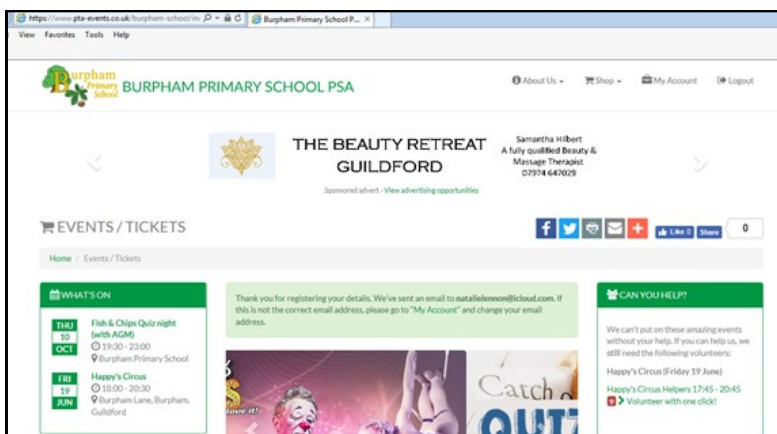 https://www.pta-events.co.uk/burpham-school/in
Burpham Primary School P...
View Favorites Tools Help
Burpham
Primary
School
BURPHAM PRIMARY SCHOOL PSA
About Us
Shop
My Account
Logout
THE BEAUTY RETREAT
GUILDFORD
Samantha Hilbert
A fully qualified Beauty &
Massage Therapist
07974 647029
Sponsored advert - View advertising opportunities
EVENTS / TICKETS
Like 0
Share
0
Home / Events / Tickets
WHAT'S ON
THU
10
OCT
Fish & Chips Quiz night
(with AGM)
19:30 - 23:00
Burpham Primary School
FRI
19
JUN
Happy's Circus
18:00 - 20:30
Burpham Lane, Burpham,
Guildford
Thank you for registering your details. We've sent an email to natalielennon@icloud.com. If
this is not the correct email address, please go to "My Account" and change your email
address.
love it!
Catch
QUIZ
CAN YOU HELP?
We can't put on these amazing events
without your help. If you can help us, we
still need the following volunteers:
Happy's Circus (Friday 19 June)
Happy's Circus Helpers 17:45 - 20:45
9 Volunteer with one click!